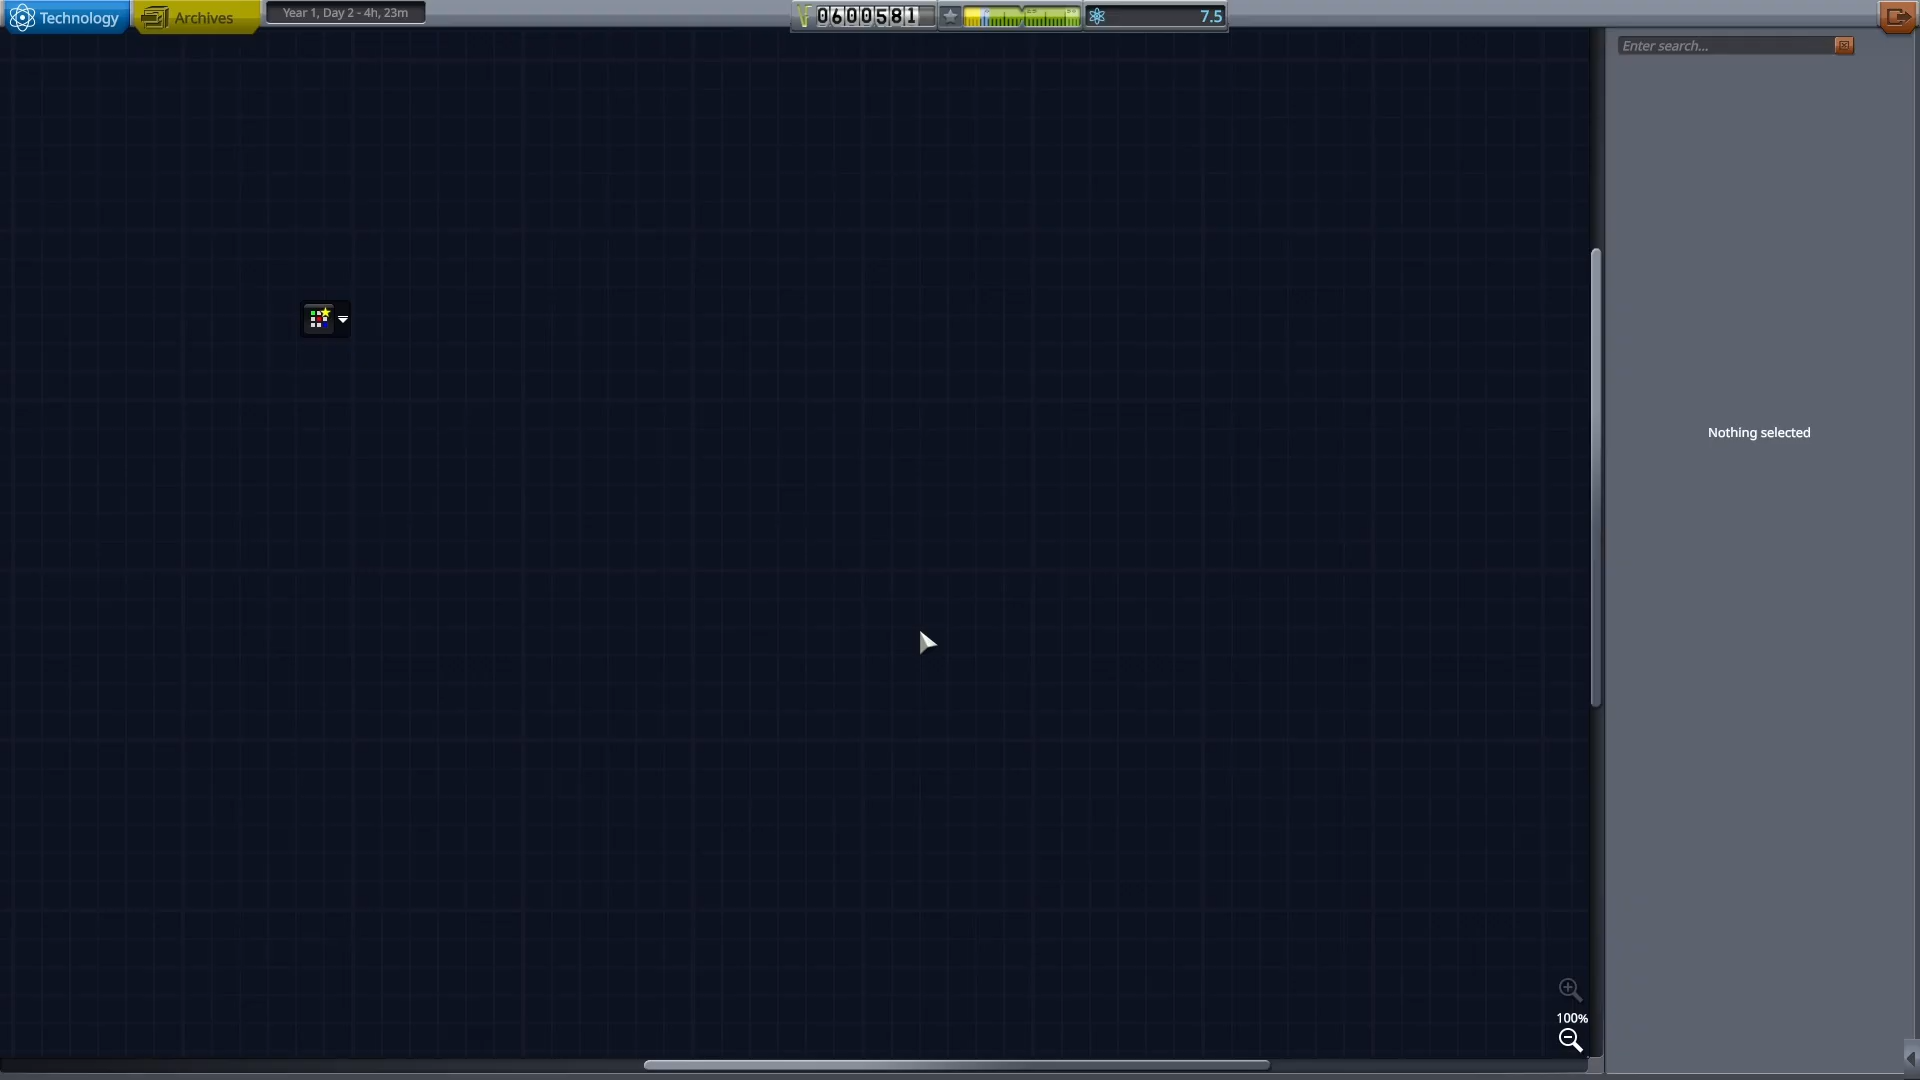 Technology
Archives
Year 1, Day 2 - 4h, 23m
0600581
7.5
Enter search...
Nothing selected
100%